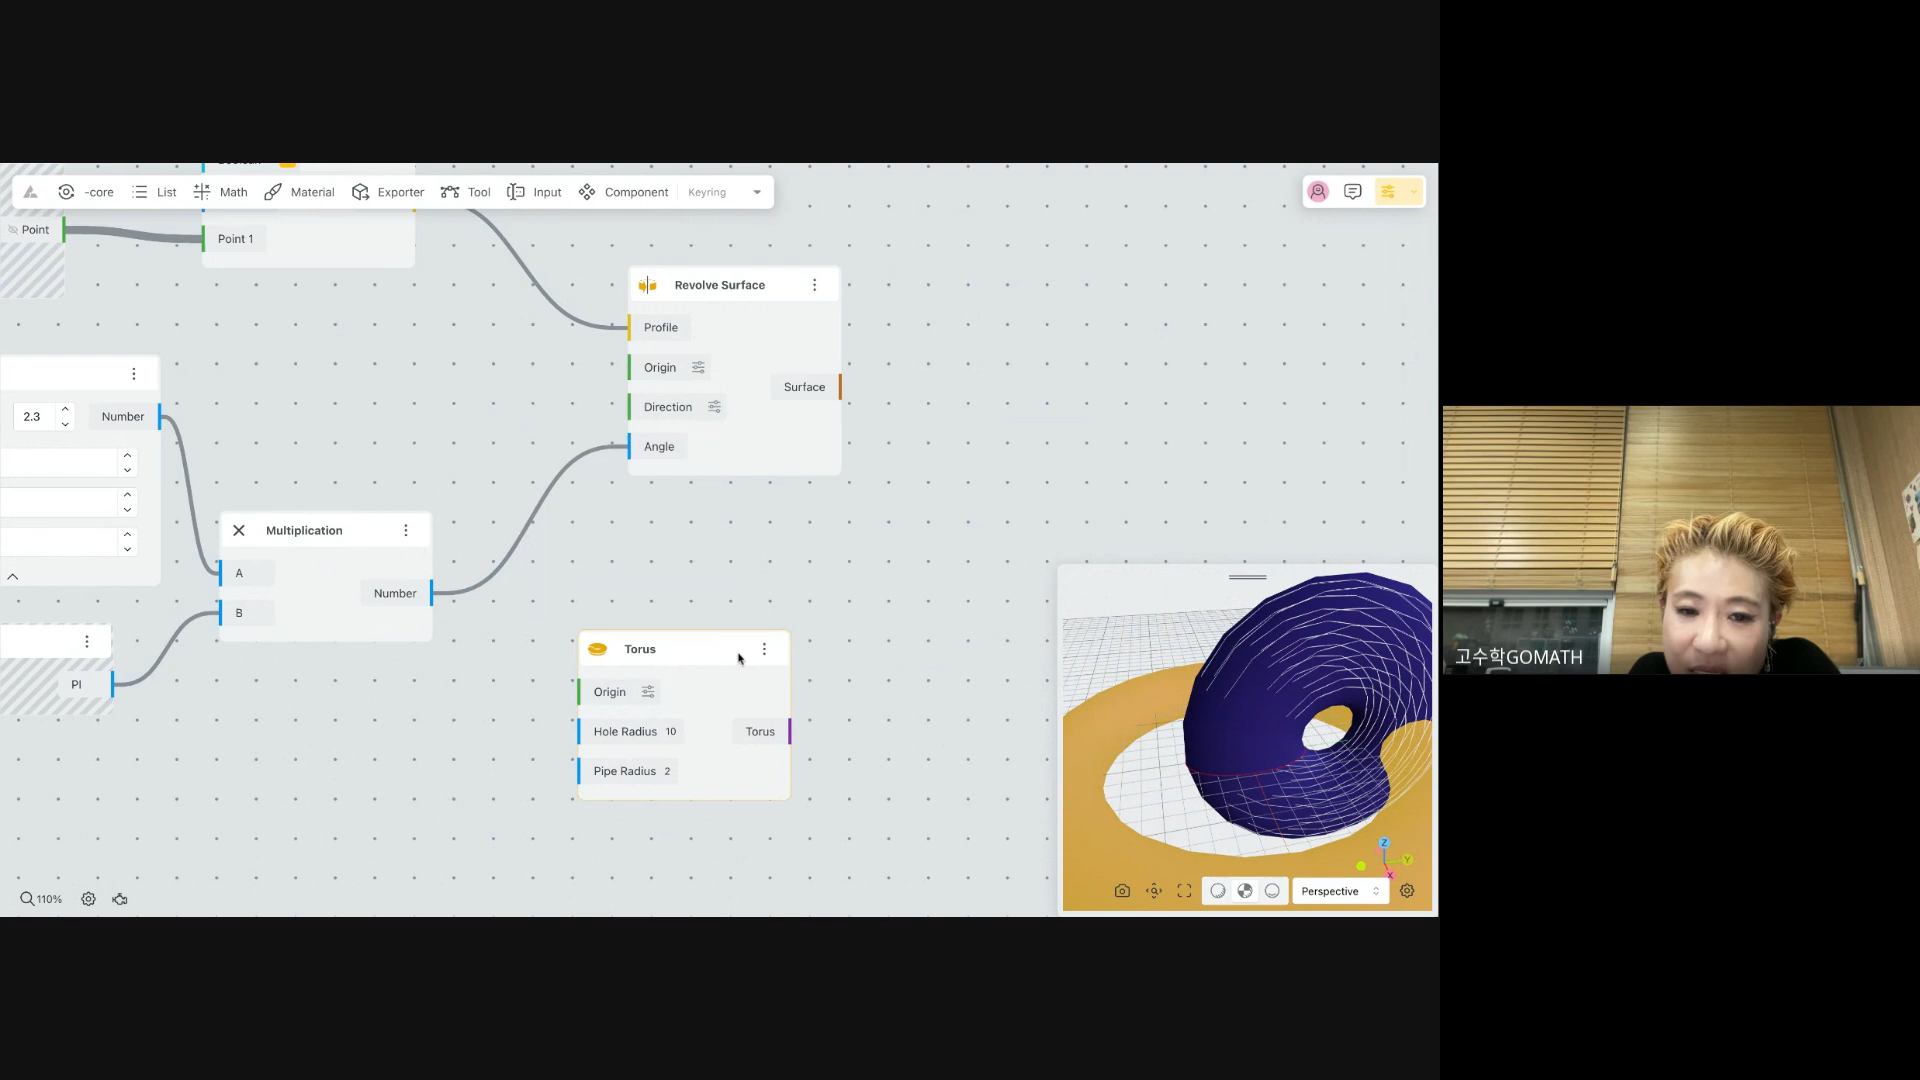 -core List Math Material Exporter Tool Input Component Keyring
Point
Point 1
Revolve Surface
Profile
Origin
Surface
Direction
Angle
2.3 Number
Multiplication
A
Number
B
PI
Torus
Origin
Hole Radius 10
Torus
Pipe Radius 2
Z
Y
X
Perspective
110%
고수학GOMATH